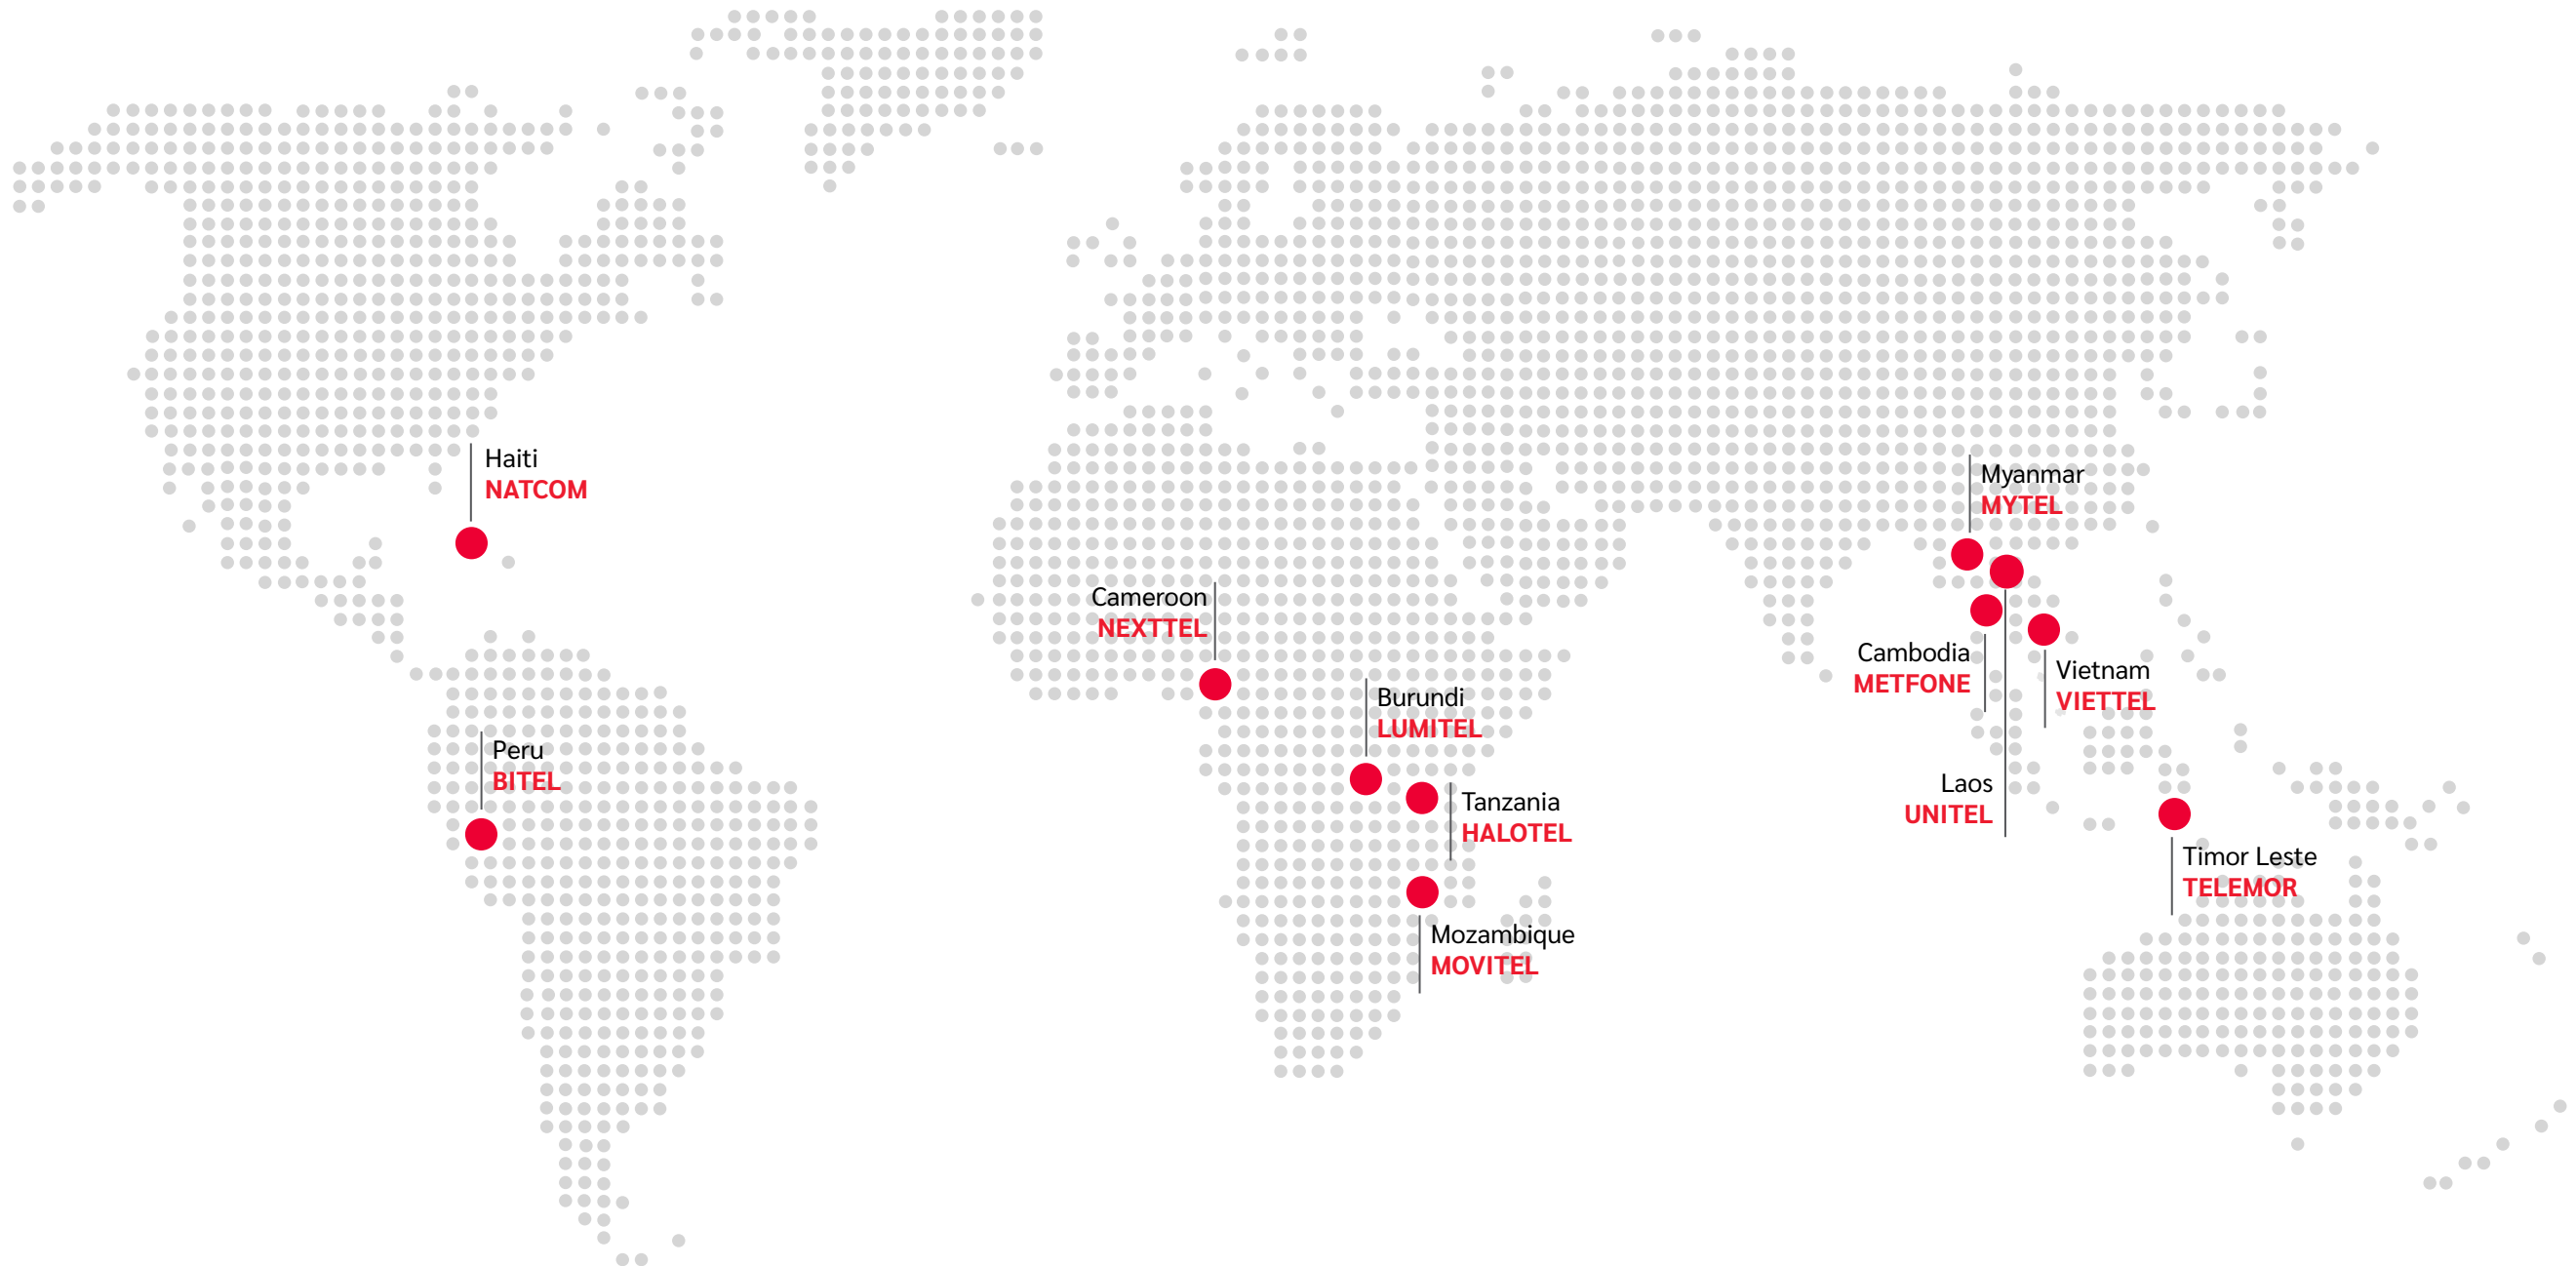 Haiti
NATCOM
Peru
BITEL
Cameroon
NEXTTEL
Burundi
LUMITEL
Tanzania
HALOTEL
Mozambique
MOVITEL
Myanmar
MYTEL
Cambodia
METFONE
Vietnam
VIETTEL
Laos
UNITEL
Timor Leste
TELEMOR